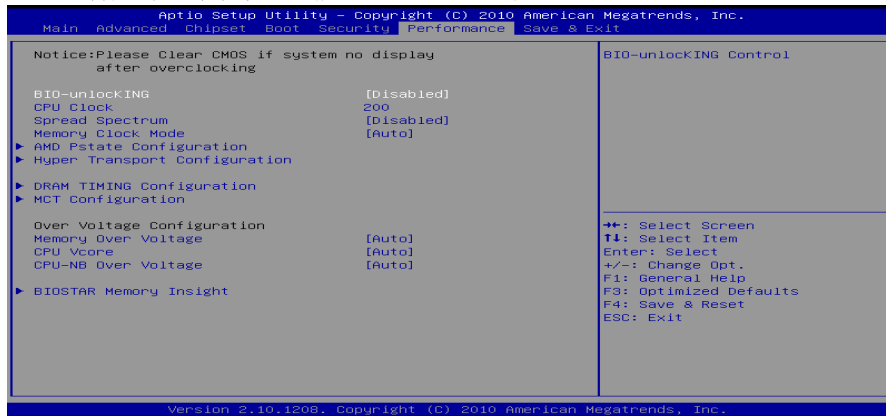 Aptio Setup Utility – Copyright (C) 2010 American Megatrends, Inc.
Main Advanced Chipset Boot Security Performance Save & Exit
Notice:Please Clear CMOS if system no display
after overclocking
BIO-unlocKING [Disabled]
CPU Clock 200
Spread Spectrum [Disabled]
Memory Clock Mode [Auto]
► AMD Pstate Configuration
► Hyper Transport Configuration
► DRAM TIMING Configuration
► MCT Configuration
Over Voltage Configuration
Memory Over Voltage [Auto]
CPU Vcore [Auto]
CPU-NB Over Voltage [Auto]
► BIOSTAR Memory Insight
BIO-unlocKING Control
→←: Select Screen
↑↓: Select Item
Enter: Select
+/-: Change Opt.
F1: General Help
F3: Optimized Defaults
F4: Save & Reset
ESC: Exit
Version 2.10.1208. Copyright (C) 2010 American Megatrends, Inc.